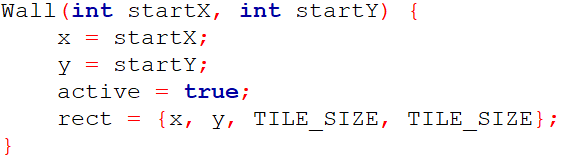 Wall(int startX, int startY) {
    x = startX;
    y = startY;
    active = true;
    rect = {x, y, TILE_SIZE, TILE_SIZE};
}